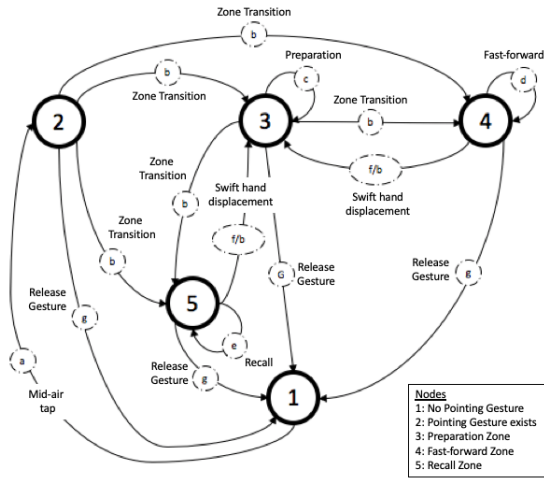 Zone Transition
b
Preparation
c
Fast-forward
d
b
Zone Transition
Zone Transition
b
2
3
4
f/b
Swift hand
displacement
Zone
Transition
b
Swift hand
displacement
f/b
Zone
Transition
b
G
Release
Gesture
Release
Gesture
g
Release
Gesture
g
5
e
Recall
Release
Gesture
g
a
Mid-air
tap
1
Nodes
1: No Pointing Gesture
2: Pointing Gesture exists
3: Preparation Zone
4: Fast-forward Zone
5: Recall Zone